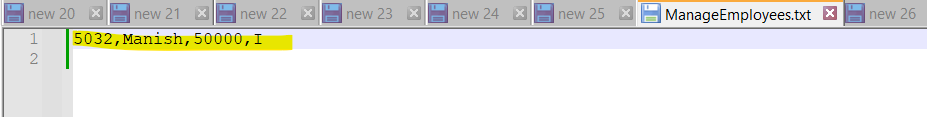 new 20 new 21 new 22 new 23 new 24 new 25 ManageEmployees.txt new 26
1 5032,Manish,50000,I
2